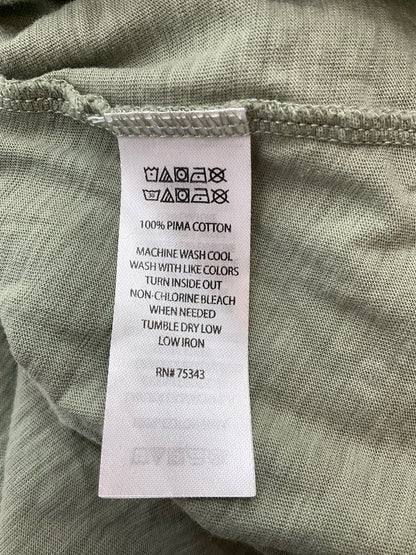 100% PIMA COTTON
MACHINE WASH COOL
WASH WITH LIKE COLORS
TURN INSIDE OUT
NON-CHLORINE BLEACH
WHEN NEEDED
TUMBLE DRY LOW
LOW IRON
RN# 75343